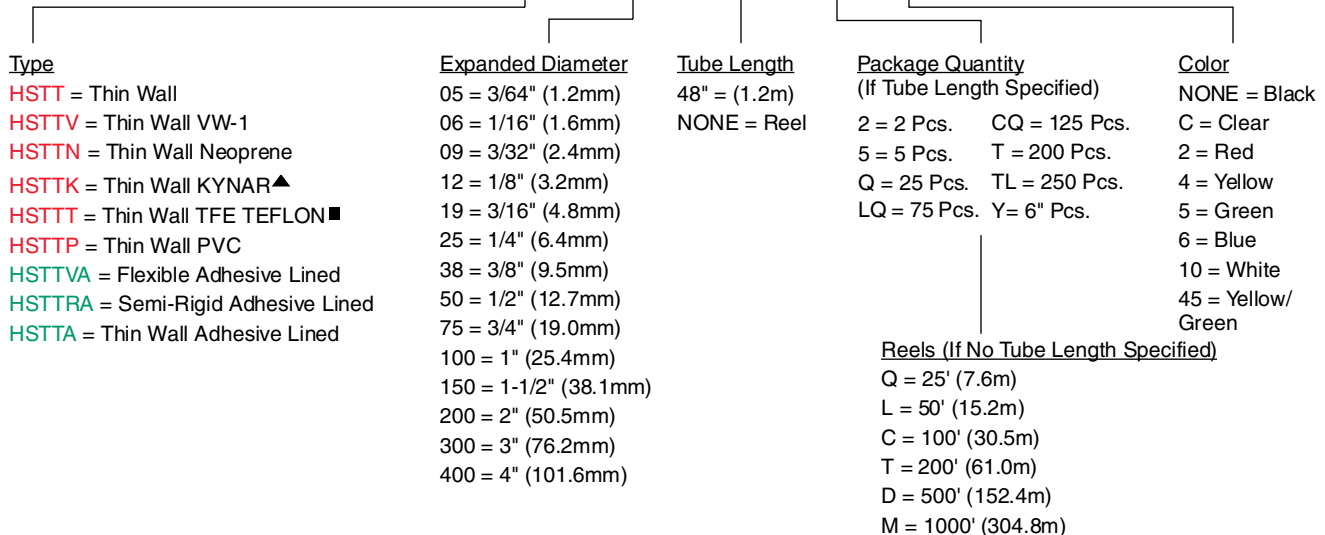 Type
HSTT = Thin Wall
HSTTV = Thin Wall VW-1
HSTTN = Thin Wall Neoprene
HSTTK = Thin Wall KYNAR▲
HSTTT = Thin Wall TFE TEFLON■
HSTTP = Thin Wall PVC
HSTTVA = Flexible Adhesive Lined
HSTTRA = Semi-Rigid Adhesive Lined
HSTTA = Thin Wall Adhesive Lined
Expanded Diameter
05 = 3/64" (1.2mm)
06 = 1/16" (1.6mm)
09 = 3/32" (2.4mm)
12 = 1/8" (3.2mm)
19 = 3/16" (4.8mm)
25 = 1/4" (6.4mm)
38 = 3/8" (9.5mm)
50 = 1/2" (12.7mm)
75 = 3/4" (19.0mm)
100 = 1" (25.4mm)
150 = 1-1/2" (38.1mm)
200 = 2" (50.5mm)
300 = 3" (76.2mm)
400 = 4" (101.6mm)
Tube Length
48" = (1.2m)
NONE = Reel
Package Quantity
(If Tube Length Specified)
2 = 2 Pcs. CQ = 125 Pcs.
5 = 5 Pcs. T = 200 Pcs.
Q = 25 Pcs. TL = 250 Pcs.
LQ = 75 Pcs. Y= 6" Pcs.
Reels (If No Tube Length Specified)
Q = 25' (7.6m)
L = 50' (15.2m)
C = 100' (30.5m)
T = 200' (61.0m)
D = 500' (152.4m)
M = 1000' (304.8m)
Color
NONE = Black
C = Clear
2 = Red
4 = Yellow
5 = Green
6 = Blue
10 = White
45 = Yellow/
Green